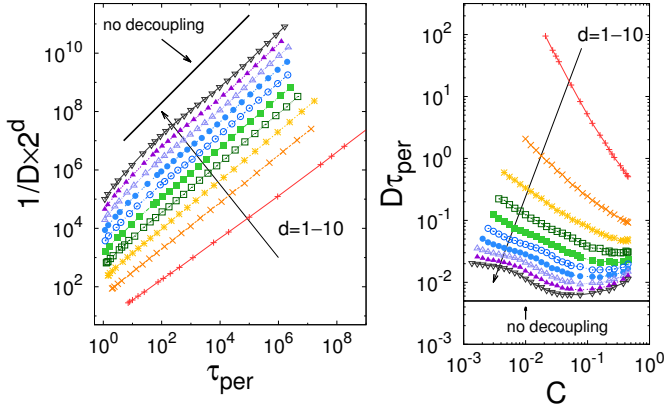 no decoupling
d=1−10
1/D×2^d
10^10
10^8
10^6
10^4
10^2
10^0 10^2 10^4 10^6 10^8
τper
d=1−10
no decoupling
Dτper
10^2
10^1
10^0
10^-1
10^-2
10^-3
10^-3 10^-2 10^-1 10^0
C